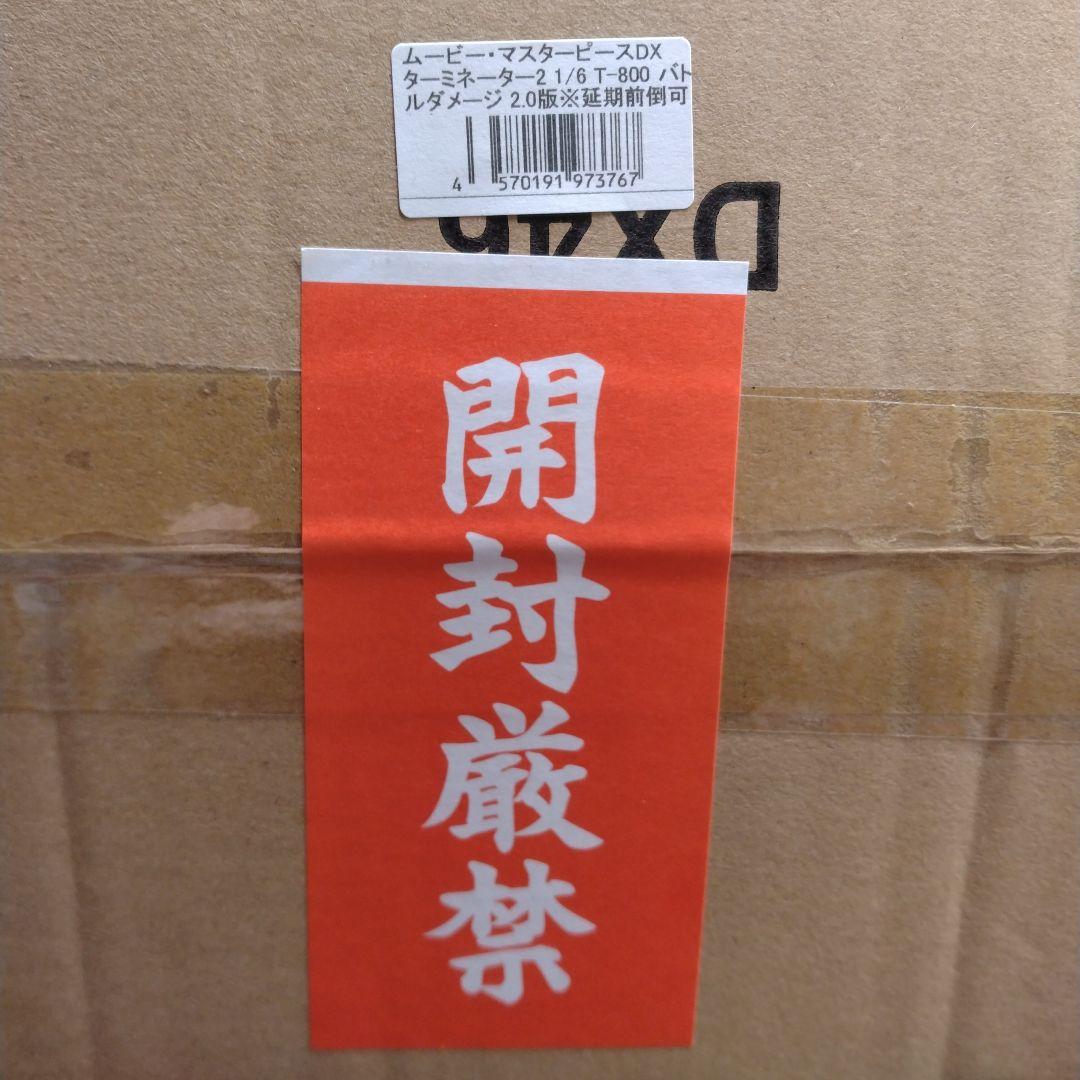 ムービー・マスターピースDX
ターミネーター2 1/6 T-800 バト
ルダメージ 2.0版※延期前倒可
4 570191 973767
開封厳禁